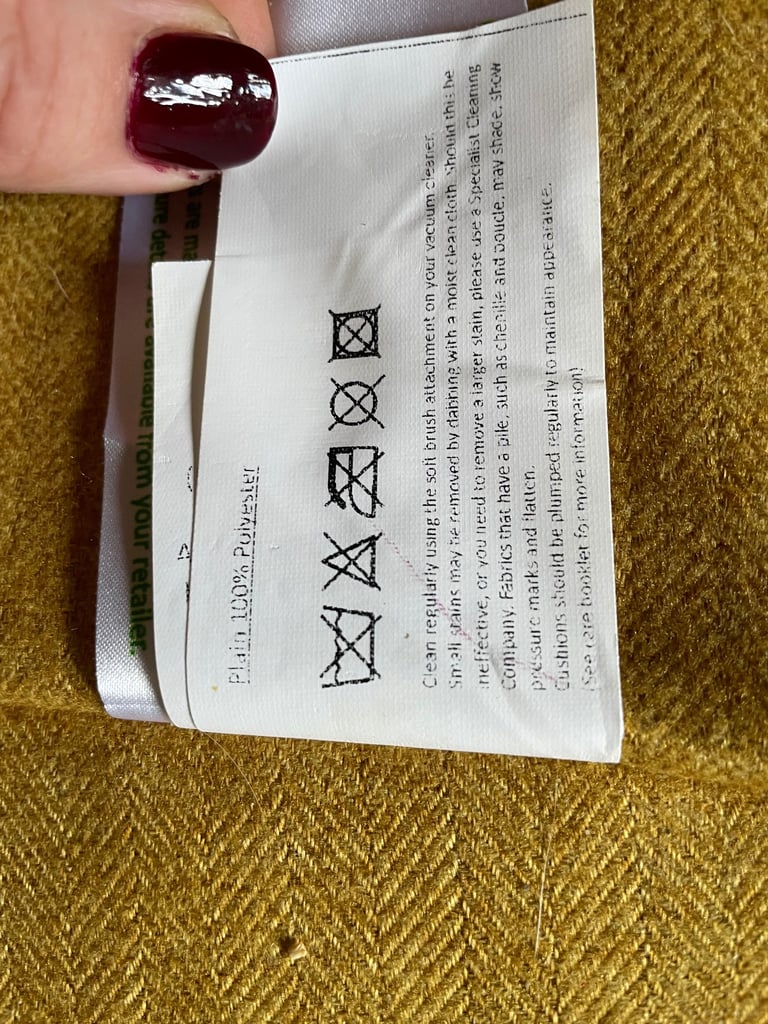 Plain 100% Polyester
Clean regularly using the soft brush attachment on your vacuum cleaner.
Small stains may be removed by dabbing with a moist clean cloth. Should this be
ineffective, or you need to remove a larger stain, please use a Specialist Cleaning
Company. Fabrics that have a pile, such as chenille and boucle, may shade, show
pressure marks and flatten.
Cushions should be plumped regularly to maintain appearance.
(See care booklet for more information!
are ma
are available from your retailer.